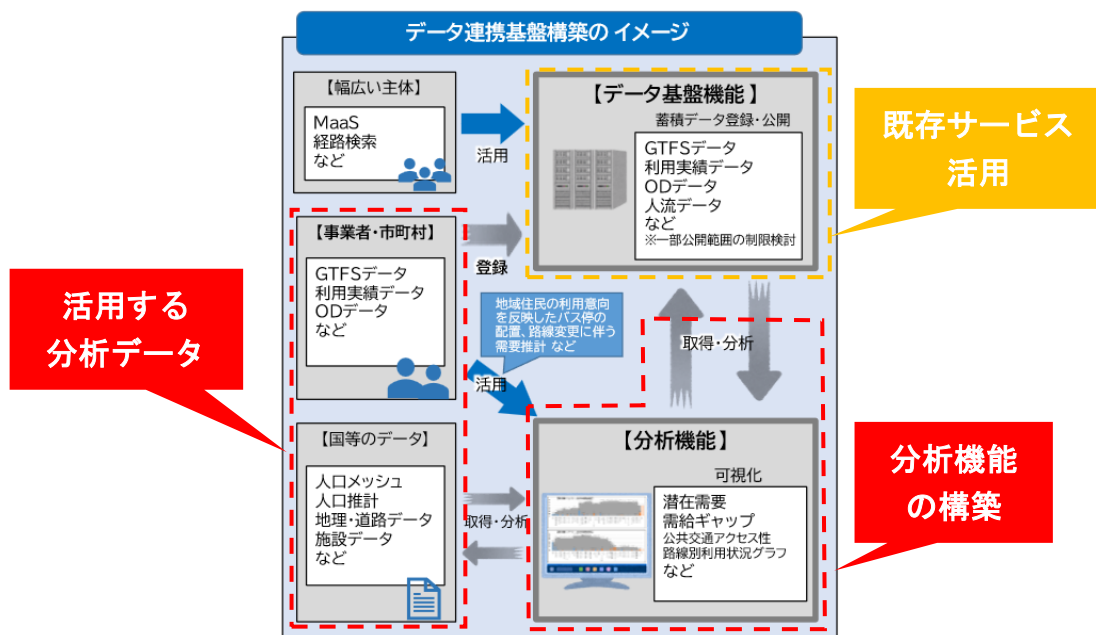 データ連携基盤構築の イメージ
【幅広い主体】
MaaS
経路検索
など
活用
【データ基盤機能】
蓄積データ登録・公開
GTFSデータ
利用実績データ
ODデータ
人流データ
など
※一部公開範囲の制限検討
既存サービス
活用
【事業者・市町村】
GTFSデータ
利用実績データ
ODデータ
など
登録
地域住民の利用意向
を反映したバス停の
配置、路線変更に伴う
需要推計 など
活用
取得・分析
活用する
分析データ
【国等のデータ】
人口メッシュ
人口推計
地理・道路データ
施設データ
など
取得・分析
【分析機能】
可視化
潜在需要
需給ギャップ
公共交通アクセス性
路線別利用状況グラフ
など
分析機能
の構築